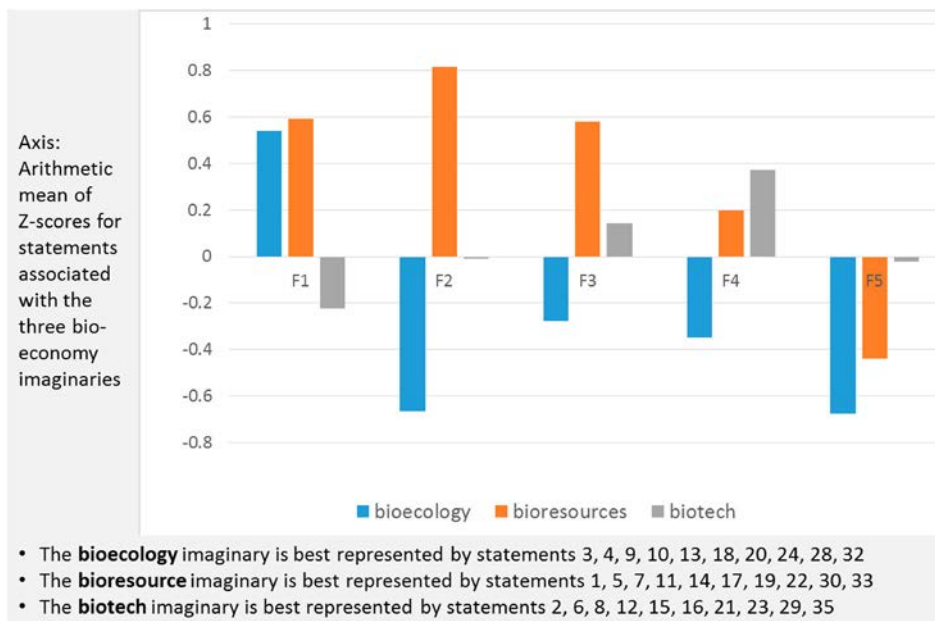 Axis:
Arithmetic
mean of
Z-scores for
statements
associated
with the
three bio-
economy
imaginaries
1
0.8
0.6
0.4
0.2
0
-0.2
-0.4
-0.6
-0.8
F1
F2
F3
F4
F5
bioecology
bioresources
biotech
• The bioecology imaginary is best represented by statements 3, 4, 9, 10, 13, 18, 20, 24, 28, 32
• The bioresource imaginary is best represented by statements 1, 5, 7, 11, 14, 17, 19, 22, 30, 33
• The biotech imaginary is best represented by statements 2, 6, 8, 12, 15, 16, 21, 23, 29, 35